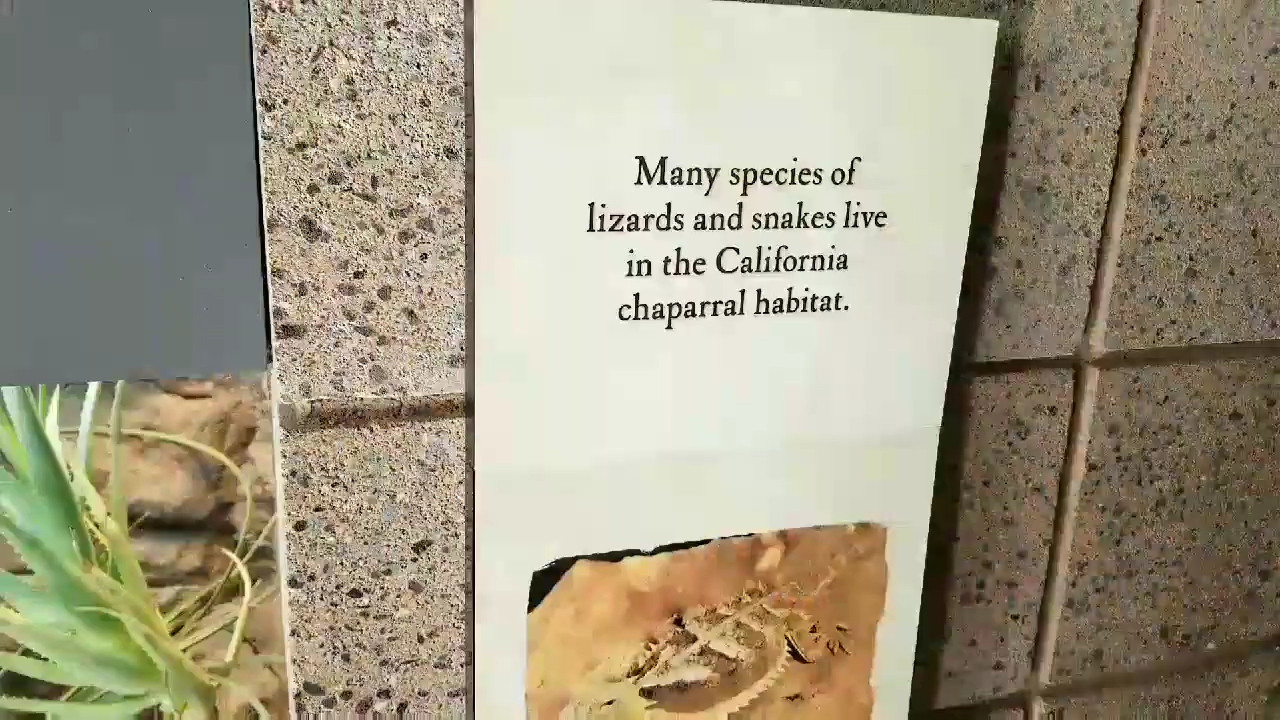 Many species of
lizards and snakes live
in the California
chaparral habitat.